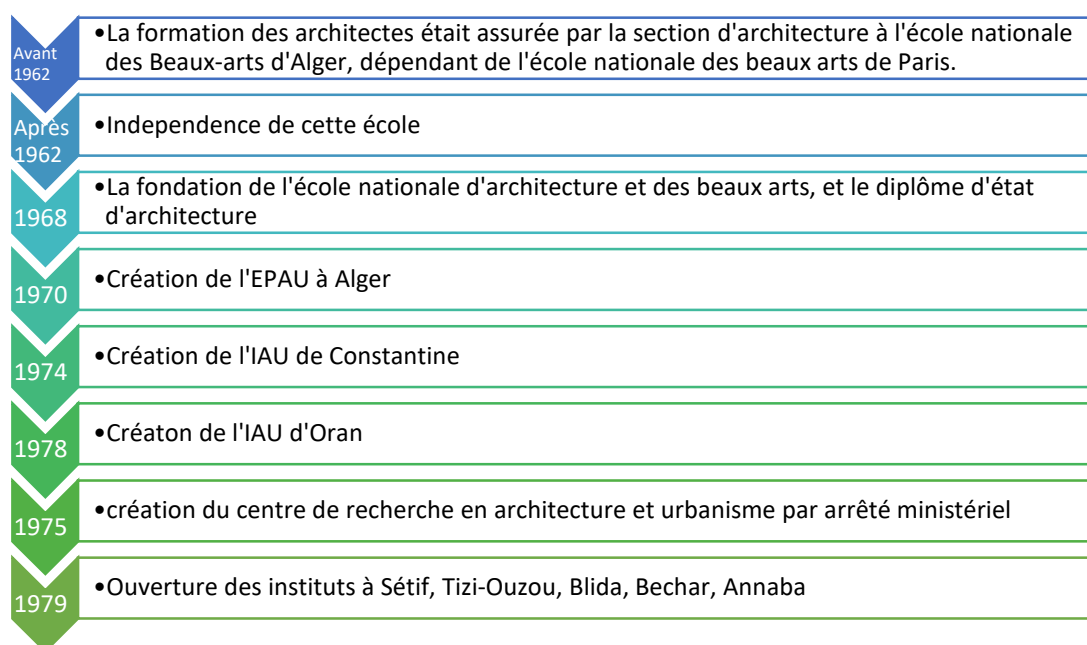 Avant
1962
•La formation des architectes était assurée par la section d'architecture à l'école nationale
des Beaux-arts d'Alger, dépendant de l'école nationale des beaux arts de Paris.
Après
1962
•Independence de cette école
1968
•La fondation de l'école nationale d'architecture et des beaux arts, et le diplôme d'état
d'architecture
1970
•Création de l'EPAU à Alger
1974
•Création de l'IAU de Constantine
1978
•Créaton de l'IAU d'Oran
1975
•création du centre de recherche en architecture et urbanisme par arrêté ministériel
1979
•Ouverture des instituts à Sétif, Tizi-Ouzou, Blida, Bechar, Annaba